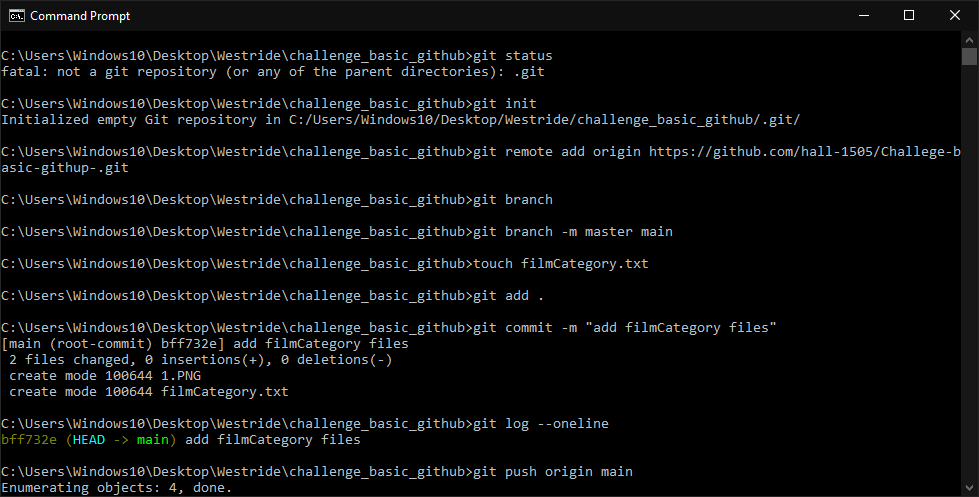 Command Prompt
C:\Users\Windows10\Desktop\Westride\challenge_basic_github>git status
fatal: not a git repository (or any of the parent directories): .git
C:\Users\Windows10\Desktop\Westride\challenge_basic_github>git init
Initialized empty Git repository in C:/Users/Windows10/Desktop/Westride/challenge_basic_github/.git/
C:\Users\Windows10\Desktop\Westride\challenge_basic_github>git remote add origin https://github.com/hall-1505/Challege-b
asic-githup-.git
C:\Users\Windows10\Desktop\Westride\challenge_basic_github>git branch
C:\Users\Windows10\Desktop\Westride\challenge_basic_github>git branch -m master main
C:\Users\Windows10\Desktop\Westride\challenge_basic_github>touch filmCategory.txt
C:\Users\Windows10\Desktop\Westride\challenge_basic_github>git add .
C:\Users\Windows10\Desktop\Westride\challenge_basic_github>git commit -m "add filmCategory files"
[main (root-commit) bff732e] add filmCategory files
 2 files changed, 0 insertions(+), 0 deletions(-)
 create mode 100644 1.PNG
 create mode 100644 filmCategory.txt
C:\Users\Windows10\Desktop\Westride\challenge_basic_github>git log --oneline
bff732e (HEAD -> main) add filmCategory files
C:\Users\Windows10\Desktop\Westride\challenge_basic_github>git push origin main
Enumerating objects: 4, done.